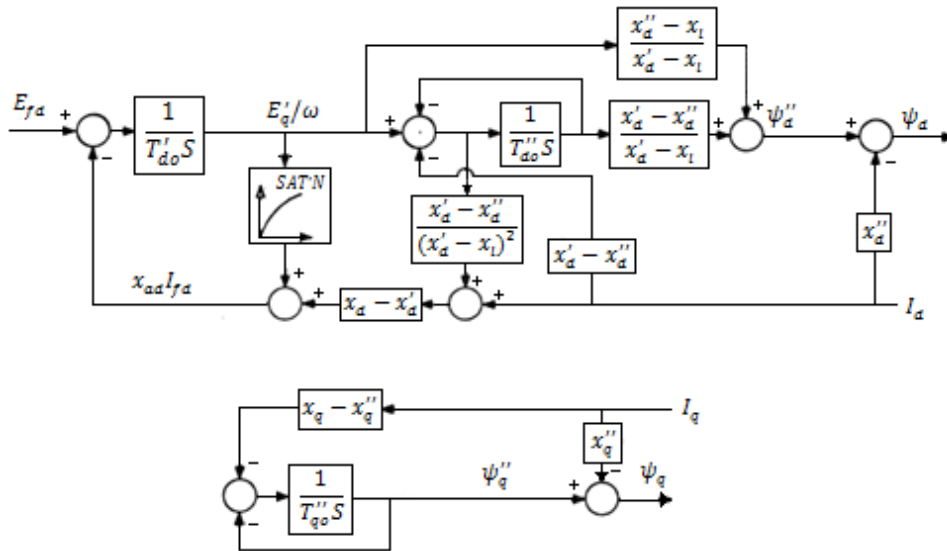 x''_d − x_l
x'_d − x_l
E_fd
+
-
1
T'_do S
E'_q/ω
+
-
-
1
T''_do S
x'_d − x''_d
x'_d − x_l
+
+
ψ''_d
+
-
ψ_d
SAT'N
x'_d − x''_d
(x'_d − x_l)^2
x'_d − x''_d
x''_d
x_ad I_fd
+
+
x_d − x'_d
+
+
I_d
x_q − x''_q
I_q
x''_q
-
-
1
T''_qo S
ψ''_q
+
-
ψ_q